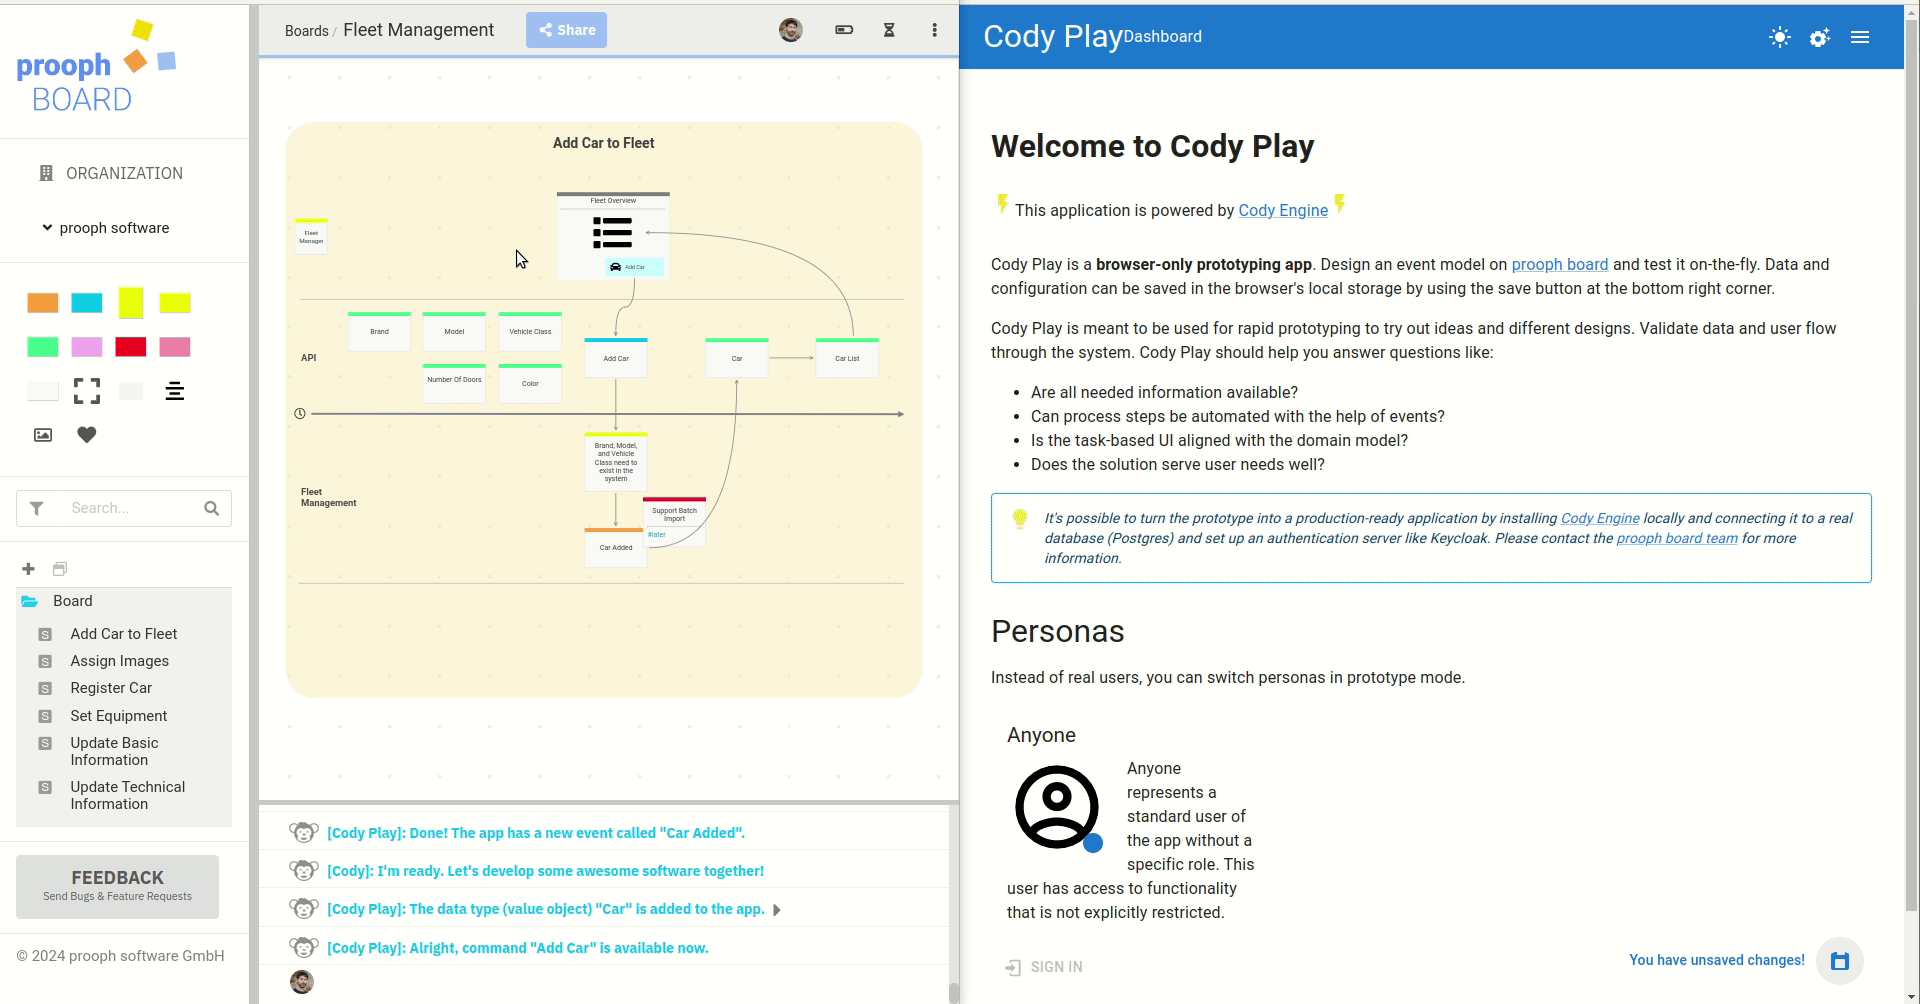 prooph
BOARD
ORGANIZATION
prooph software
Search...
Board
S Add Car to Fleet
S Assign Images
S Register Car
S Set Equipment
S Update Basic
Information
S Update Technical
Information
FEEDBACK
Send Bugs & Feature Requests
© 2024 prooph software GmbH
Boards / Fleet Management
Share
Add Car to Fleet
Fleet Overview
Fleet
Manager
Add Car
Brand
Model
Vehicle Class
API
Add Car
Car
Car List
Number Of Doors
Color
Brand, Model,
and Vehicle
Class need to
exist in the
system
Fleet
Management
Support Batch
Import
#later
Car Added
[Cody Play]: Done! The app has a new event called "Car Added".
[Cody]: I'm ready. Let's develop some awesome software together!
[Cody Play]: The data type (value object) "Car" is added to the app.
[Cody Play]: Alright, command "Add Car" is available now.
Cody Play Dashboard
Welcome to Cody Play
This application is powered by Cody Engine
Cody Play is a browser-only prototyping app. Design an event model on prooph board and test it on-the-fly. Data and
configuration can be saved in the browser's local storage by using the save button at the bottom right corner.
Cody Play is meant to be used for rapid prototyping to try out ideas and different designs. Validate data and user flow
through the system. Cody Play should help you answer questions like:
• Are all needed information available?
• Can process steps be automated with the help of events?
• Is the task-based UI aligned with the domain model?
• Does the solution serve user needs well?
It's possible to turn the prototype into a production-ready application by installing Cody Engine locally and connecting it to a real
database (Postgres) and set up an authentication server like Keycloak. Please contact the prooph board team for more
information.
Personas
Instead of real users, you can switch personas in prototype mode.
Anyone
Anyone
represents a
standard user of
the app without a
specific role. This
user has access to functionality
that is not explicitly restricted.
SIGN IN
You have unsaved changes!